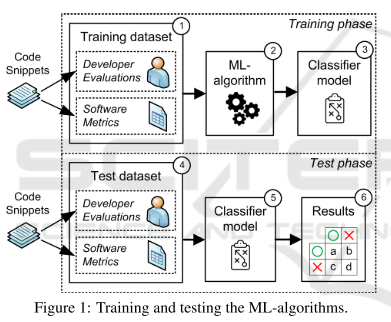 Training phase
1
Training dataset
Code
Snippets
Developer
Evaluations
Software
Metrics
2
ML-
algorithm
3
Classifier
model
Test phase
4
Test dataset
Code
Snippets
Developer
Evaluations
Software
Metrics
5
Classifier
model
6
Results
a b
c d
Figure 1: Training and testing the ML-algorithms.